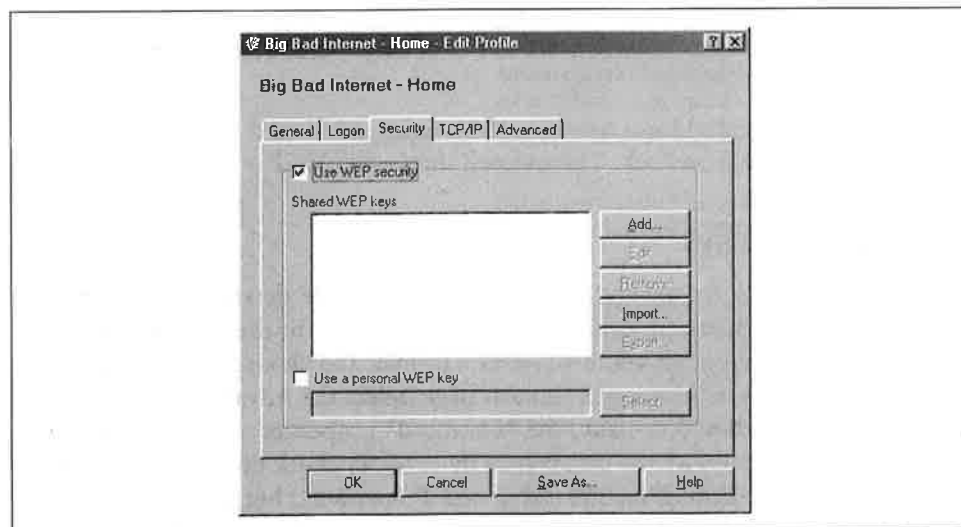 Big Bad Internet - Home - Edit Profile
Big Bad Internet - Home
General Logon Security TCP/IP Advanced
Use WEP security
Shared WEP keys
Add...
Edit...
Remove
Import...
Export...
Use a personal WEP key
Select
OK Cancel Save As... Help